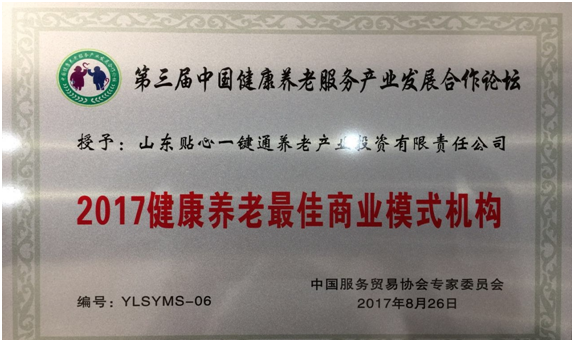 第三届中国健康养老服务产业发展合作论坛
授予：山东贴心一键通养老产业投资有限责任公司
2017健康养老最佳商业模式机构
中国服务贸易协会专家委员会
编号：YLSYMS-06
2017年8月26日